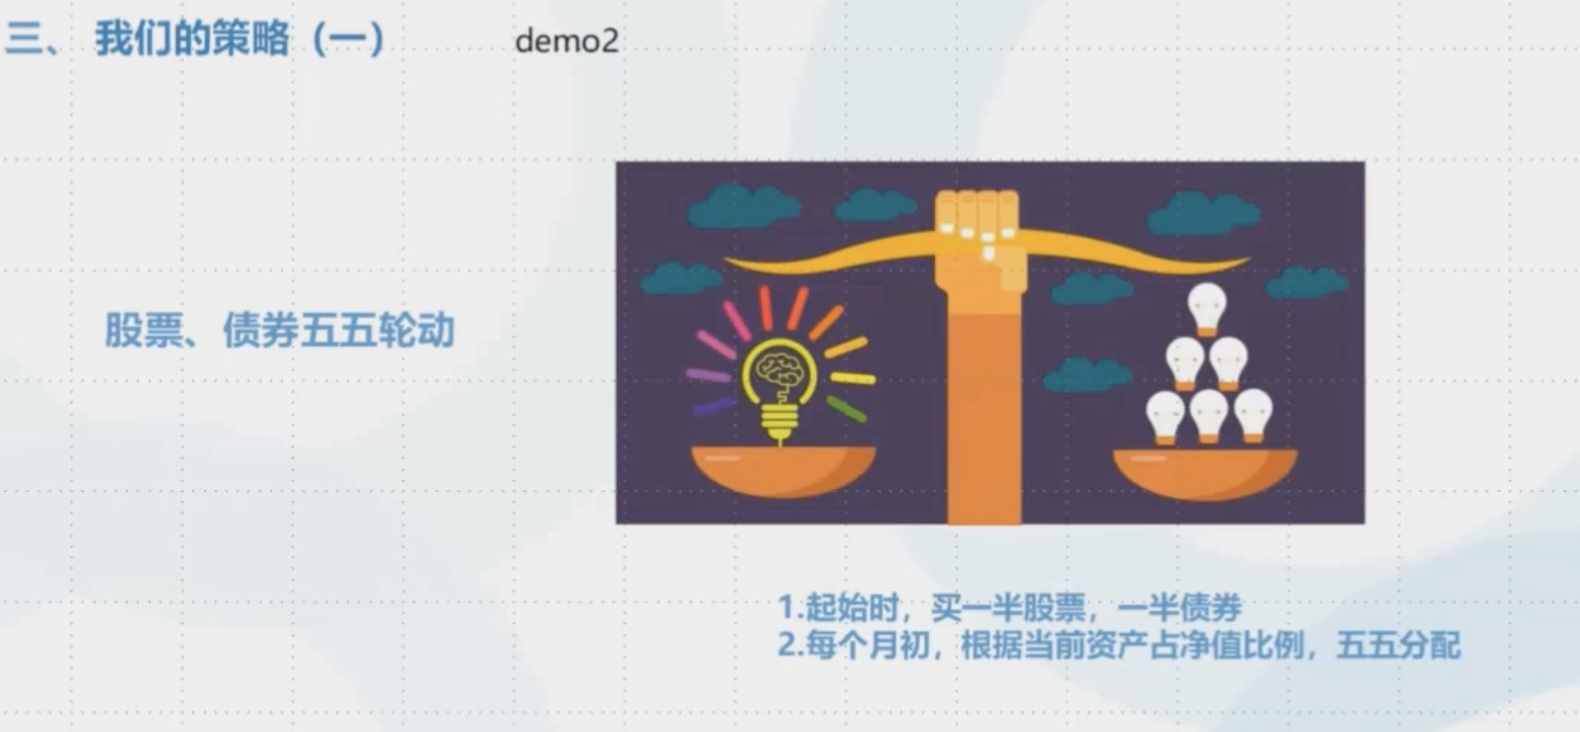 三、 我们的策略（一）
demo2
股票、债券五五轮动
1.起始时，买一半股票，一半债券
2.每个月初，根据当前资产占净值比例，五五分配